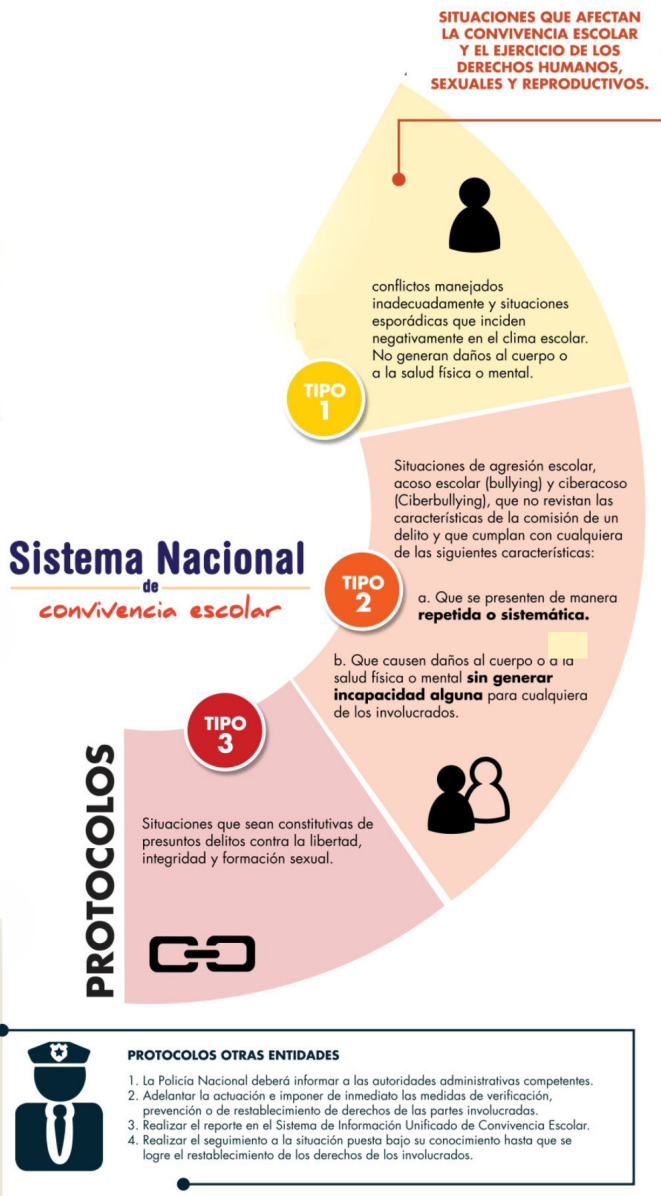 SITUACIONES QUE AFECTAN
LA CONVIVENCIA ESCOLAR
Y EL EJERCICIO DE LOS
DERECHOS HUMANOS,
SEXUALES Y REPRODUCTIVOS.
conflictos manejados
inadecuadamente y situaciones
esporádicas que inciden
negativamente en el clima escolar.
No generan daños al cuerpo o
a la salud física o mental.
TIPO
1
Situaciones de agresión escolar,
acoso escolar (bullying) y ciberacoso
(Ciberbullying), que no revistan las
características de la comisión de un
delito y que cumplan con cualquiera
de las siguientes características:
Sistema Nacional
de
convivencia escolar
TIPO
2
a. Que se presenten de manera
repetida o sistemática.
b. Que causen daños al cuerpo o a la
salud física o mental sin generar
incapacidad alguna para cualquiera
de los involucrados.
TIPO
3
PROTOCOLOS
Situaciones que sean constitutivas de
presuntos delitos contra la libertad,
integridad y formación sexual.
PROTOCOLOS OTRAS ENTIDADES
1. La Policía Nacional deberá informar a las autoridades administrativas competentes.
2. Adelantar la actuación e imponer de inmediato las medidas de verificación,
prevención o de restablecimiento de derechos de las partes involucradas.
3. Realizar el reporte en el Sistema de Información Unificado de Convivencia Escolar.
4. Realizar el seguimiento a la situación puesta bajo su conocimiento hasta que se
logre el restablecimiento de los derechos de los involucrados.